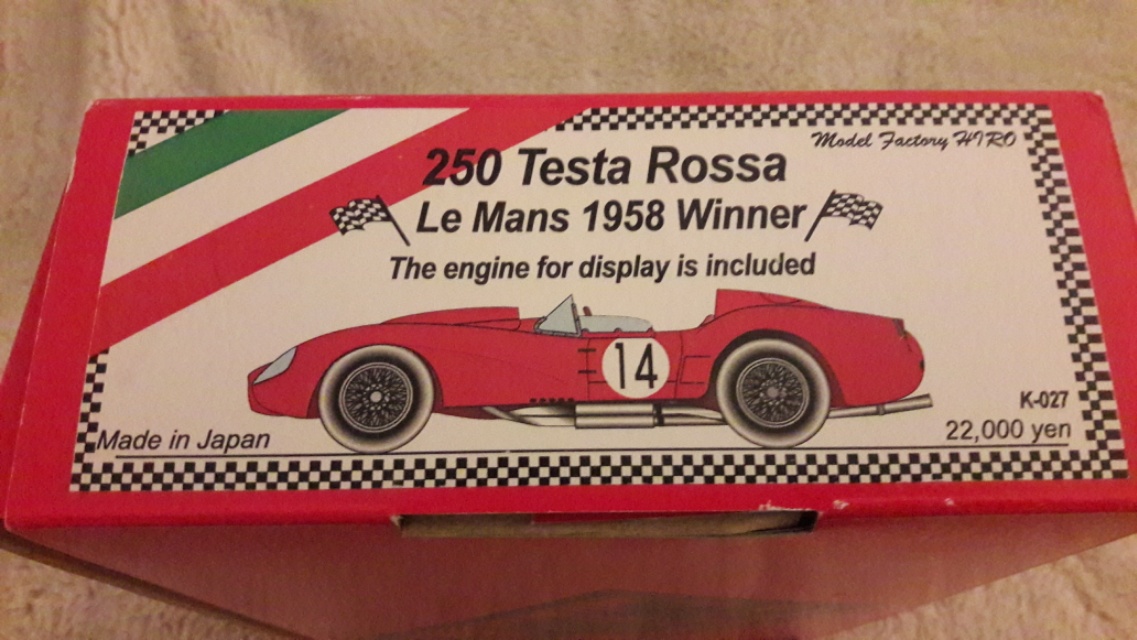 Model Factory HIRO
250 Testa Rossa
Le Mans 1958 Winner
The engine for display is included
14
K-027
Made in Japan
22,000 yen